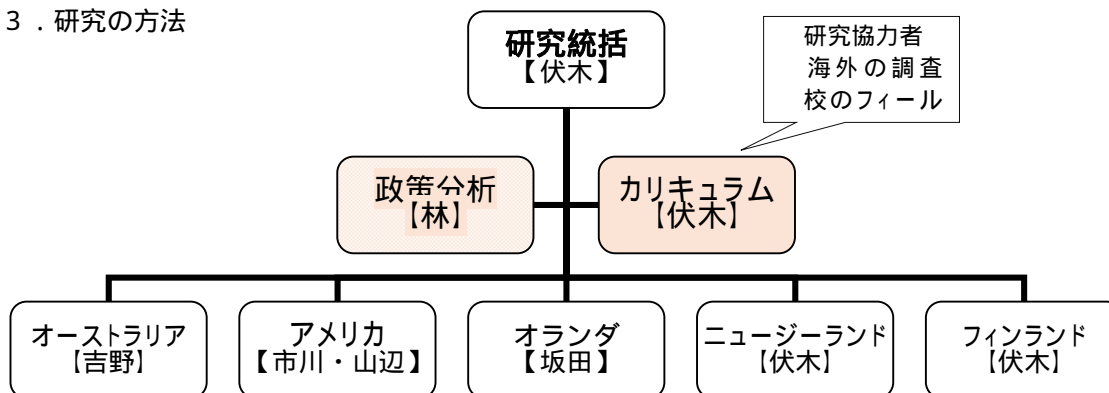 3．研究の方法
研究統括
【伏木】
研究協力者
海外の調査
校のフィール
政策分析
【林】
カリキュラム
【伏木】
オーストラリア
【吉野】
アメリカ
【市川・山辺】
オランダ
【坂田】
ニュージーランド
【伏木】
フィンランド
【伏木】